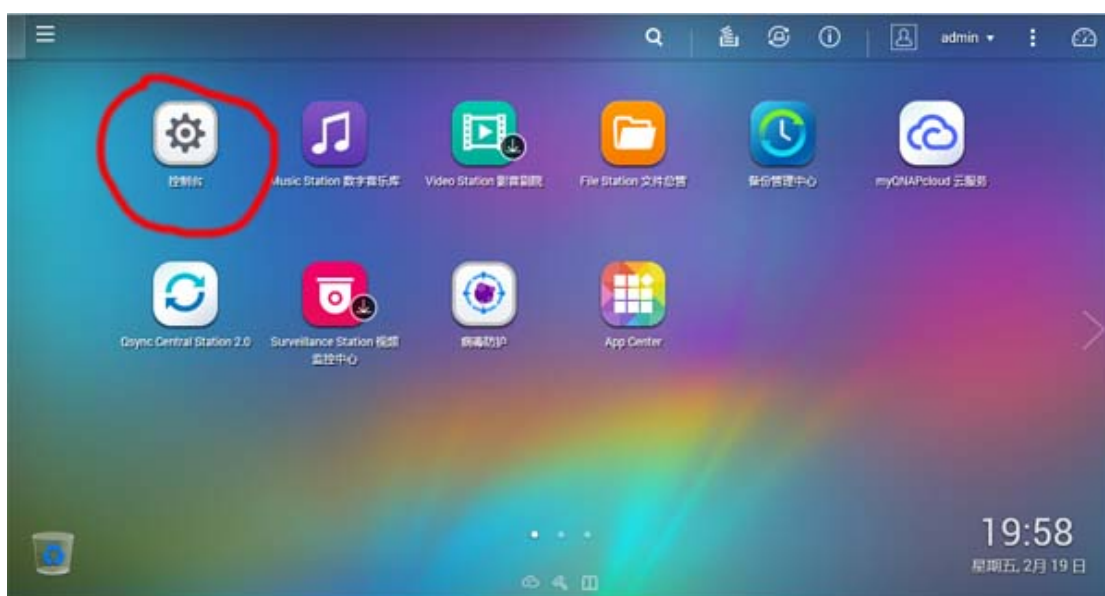 admin
控制台
Music Station 数字音乐库
Video Station 影音剧院
File Station 文件总管
备份管理中心
myQNAPcloud 云服务
Qsync Central Station 2.0
Surveillance Station 视频
监控中心
病毒防护
App Center
19:58
星期五, 2月 19 日